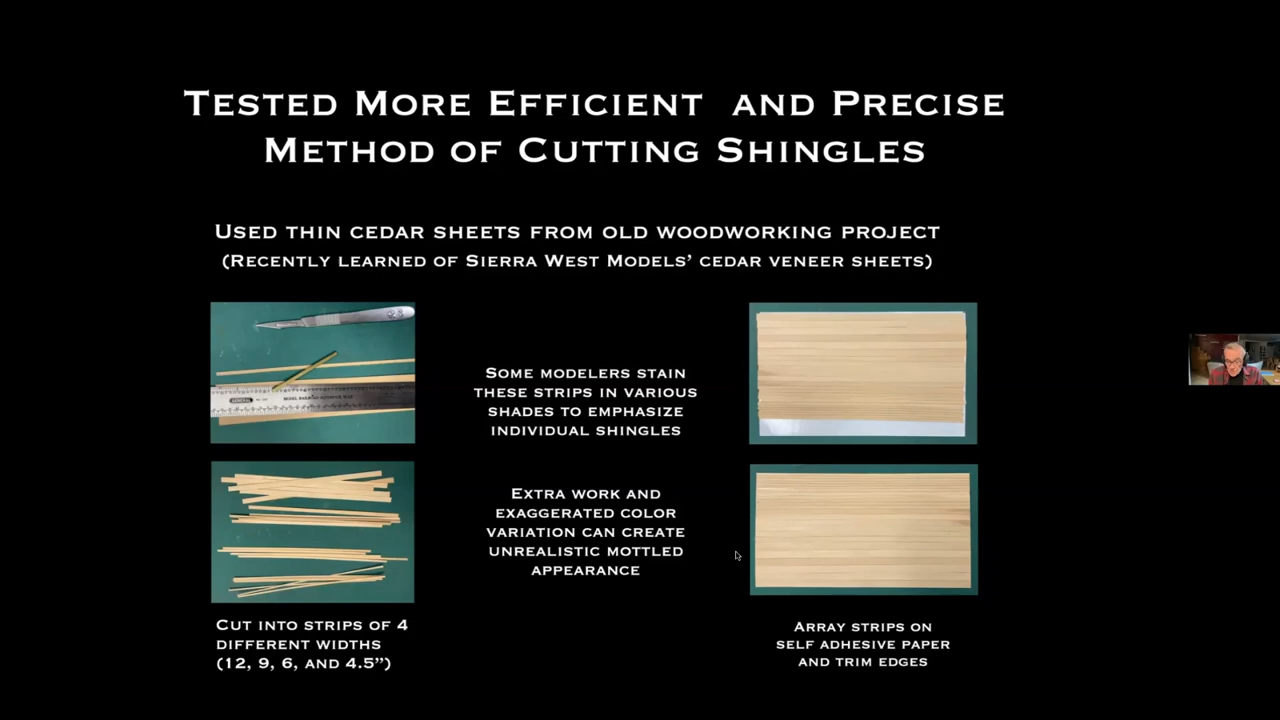 Tested More Efficient and Precise
Method of Cutting Shingles
Used thin cedar sheets from old woodworking project
(Recently learned of Sierra West Models’ cedar veneer sheets)
Some modelers stain
these strips in various
shades to emphasize
individual shingles
Extra work and
exaggerated color
variation can create
unrealistic mottled
appearance
Cut into strips of 4
different widths
(12, 9, 6, and 4.5”)
Array strips on
self adhesive paper
and trim edges